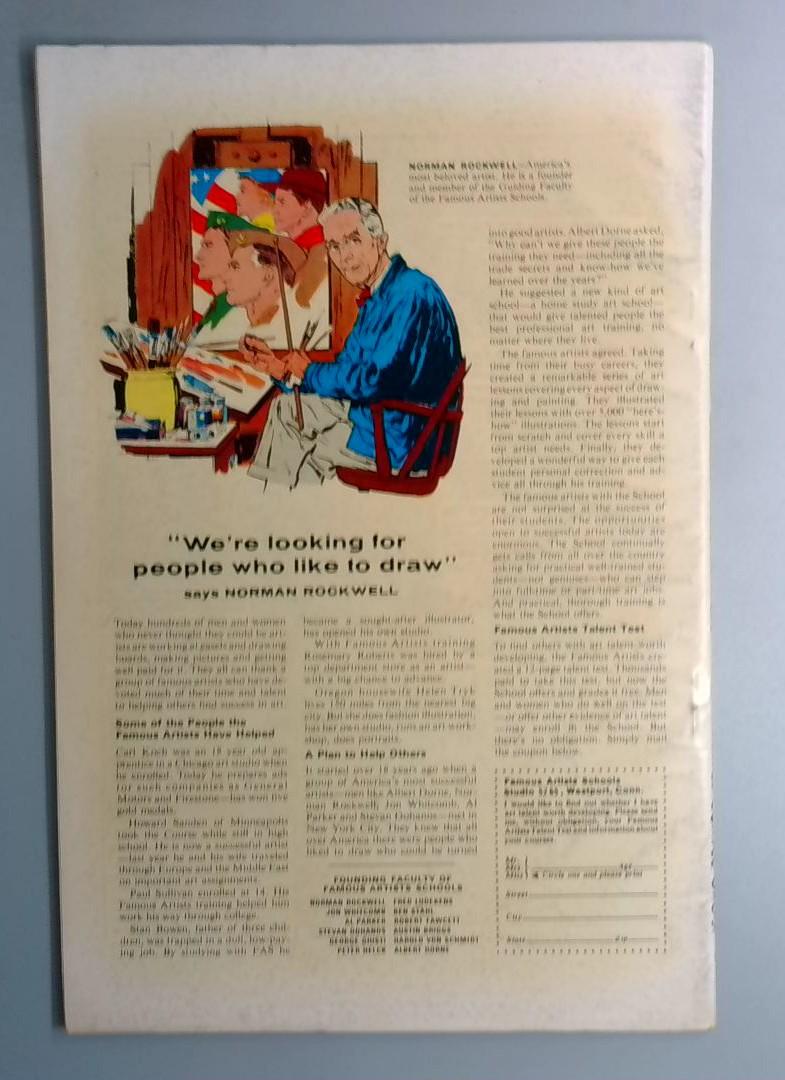 NORMAN ROCKWELL—America's
most beloved artist. He is a founder
and member of the Guiding Faculty
of the Famous Artists Schools.
"We're looking for
people who like to draw"
says NORMAN ROCKWELL
Today hundreds of men and women
who never thought they could be art-
ists are working at easels and drawing
boards, making pictures and getting
well paid for it. They all can thank a
group of famous artists who have de-
voted much of their time and talent
to helping others find success in art.
Some of the People the
Famous Artists Have Helped
Carl Koch was an 18 year old ap-
prentice in a Chicago art studio when
he enrolled. Today he prepares ads
for such companies as General
Motors and Firestone—has won five
gold medals.
Howard Sanden of Minneapolis
took the Course while still in high
school. He is now a successful artist
—last year he and his wife traveled
through Europe and the Middle East
on important art assignments.
Paul Sullivan enrolled at 14. His
Famous Artists training helped him
work his way through college.
Stan Bowen, father of three chil-
dren, was trapped in a dull, low-pay-
ing job. By studying with FAS he
became a sought-after illustrator,
has opened his own studio.
With Famous Artists training
Rosemary Roberts was hired by a
top department store as an artist—
with a big chance to advance.
Oregon housewife Helen Tryk
lives 150 miles from the nearest big
city. But she does fashion illustration,
has her own studio, runs an art work-
shop, does portraits.
A Plan to Help Others
It started over 18 years ago when a
group of America's most successful
artists—men like Albert Dorne, Nor-
man Rockwell, Jon Whitcomb, Al
Parker and Stevan Dohanos—met in
New York City. They knew that all
over America there were people who
liked to draw who could be turned
FOUNDING FACULTY OF
FAMOUS ARTISTS SCHOOLS
NORMAN ROCKWELL FRED LUDEKENS
JON WHITCOMB BEN STAHL
AL PARKER ROBERT FAWCETT
STEVAN DOHANOS AUSTIN BRIGGS
GEORGE GIUSTI HAROLD VON SCHMIDT
PETER HELCK ALBERT DORNE
into good artists. Albert Dorne asked,
"Why can't we give these people the
training they need—including all the
trade secrets and know-how we've
learned over the years?"
He suggested a new kind of art
school—a home study art school—
that would give talented people the
best professional art training, no
matter where they live.
The famous artists agreed. Taking
time from their busy careers, they
created a remarkable series of art
lessons covering every aspect of draw-
ing and painting. They illustrated
their lessons with over 5,000 "here's-
how" illustrations. The lessons start
from scratch and cover every skill a
top artist needs. Finally, they de-
veloped a wonderful way to give each
student personal correction and ad-
vice all through his training.
The famous artists with the School
are not surprised at the success of
their students. The opportunities
open to successful artists today are
enormous. The School continually
gets calls from all over the country
asking for practical well-trained stu-
dents—not geniuses—who can step
into full-time or part-time art jobs.
And practical, thorough training is
what the School offers.
Famous Artists Talent Test
To find others with art talent worth
developing, the Famous Artists cre-
ated a 12-page talent test. Thousands
paid to take this test, but now the
School offers and grades it free. Men
and women who do well on the test
—or offer other evidence of art talent
—may enroll in the School. But
there's no obligation. Simply mail
the coupon below.
Famous Artists Schools
Studio Westport, Conn.
I would like to find out whether I have
art talent worth developing. Please send
me, without obligation, your Famous
Artists Talent Test and information about
your courses.
Mr.
Mrs. Age
Miss Circle one and please print
Street
City
State Zip